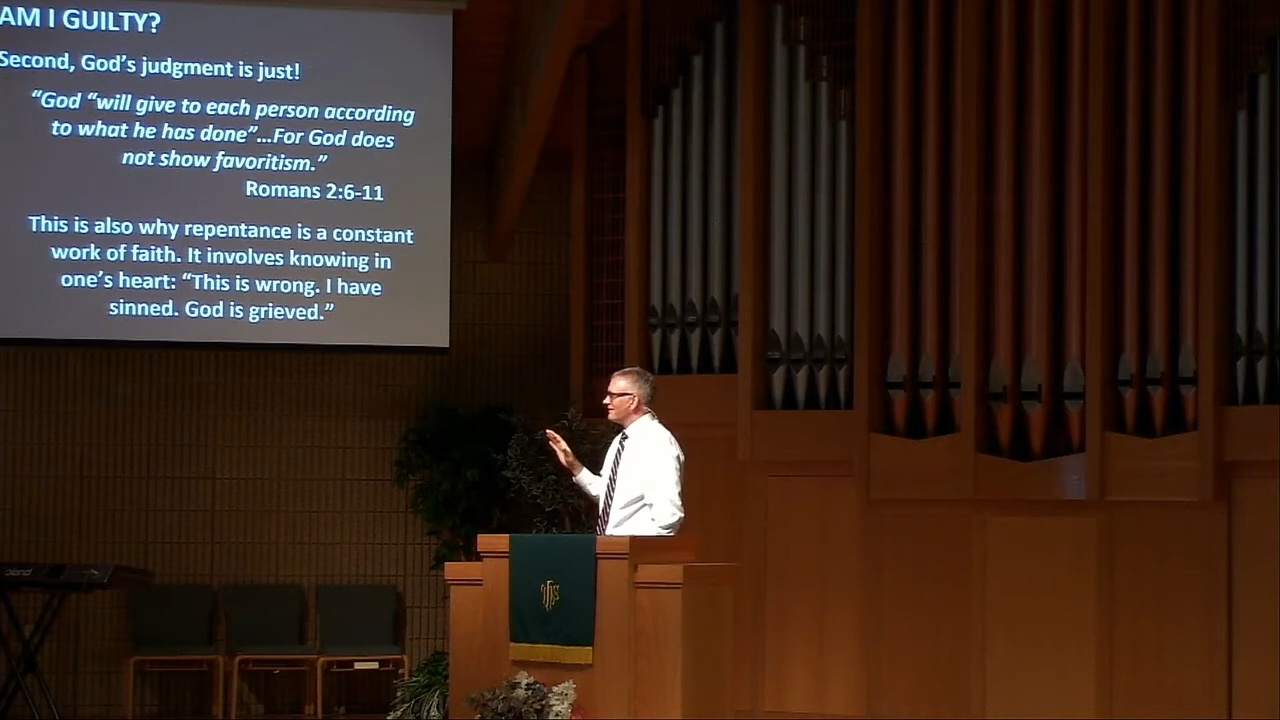 AM I GUILTY?
Second, God's judgment is just!
"God "will give to each person according
to what he has done"...For God does
not show favoritism."
Romans 2:6-11
This is also why repentance is a constant
work of faith. It involves knowing in
one's heart: "This is wrong. I have
sinned. God is grieved."
Roland
IHS